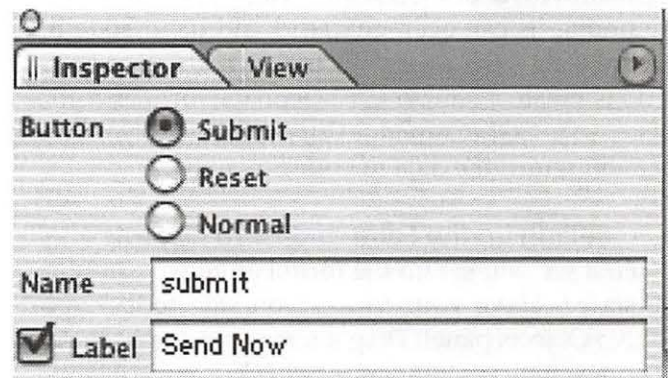 Inspector View
Button Submit
Reset
Normal
Name submit
Label Send Now